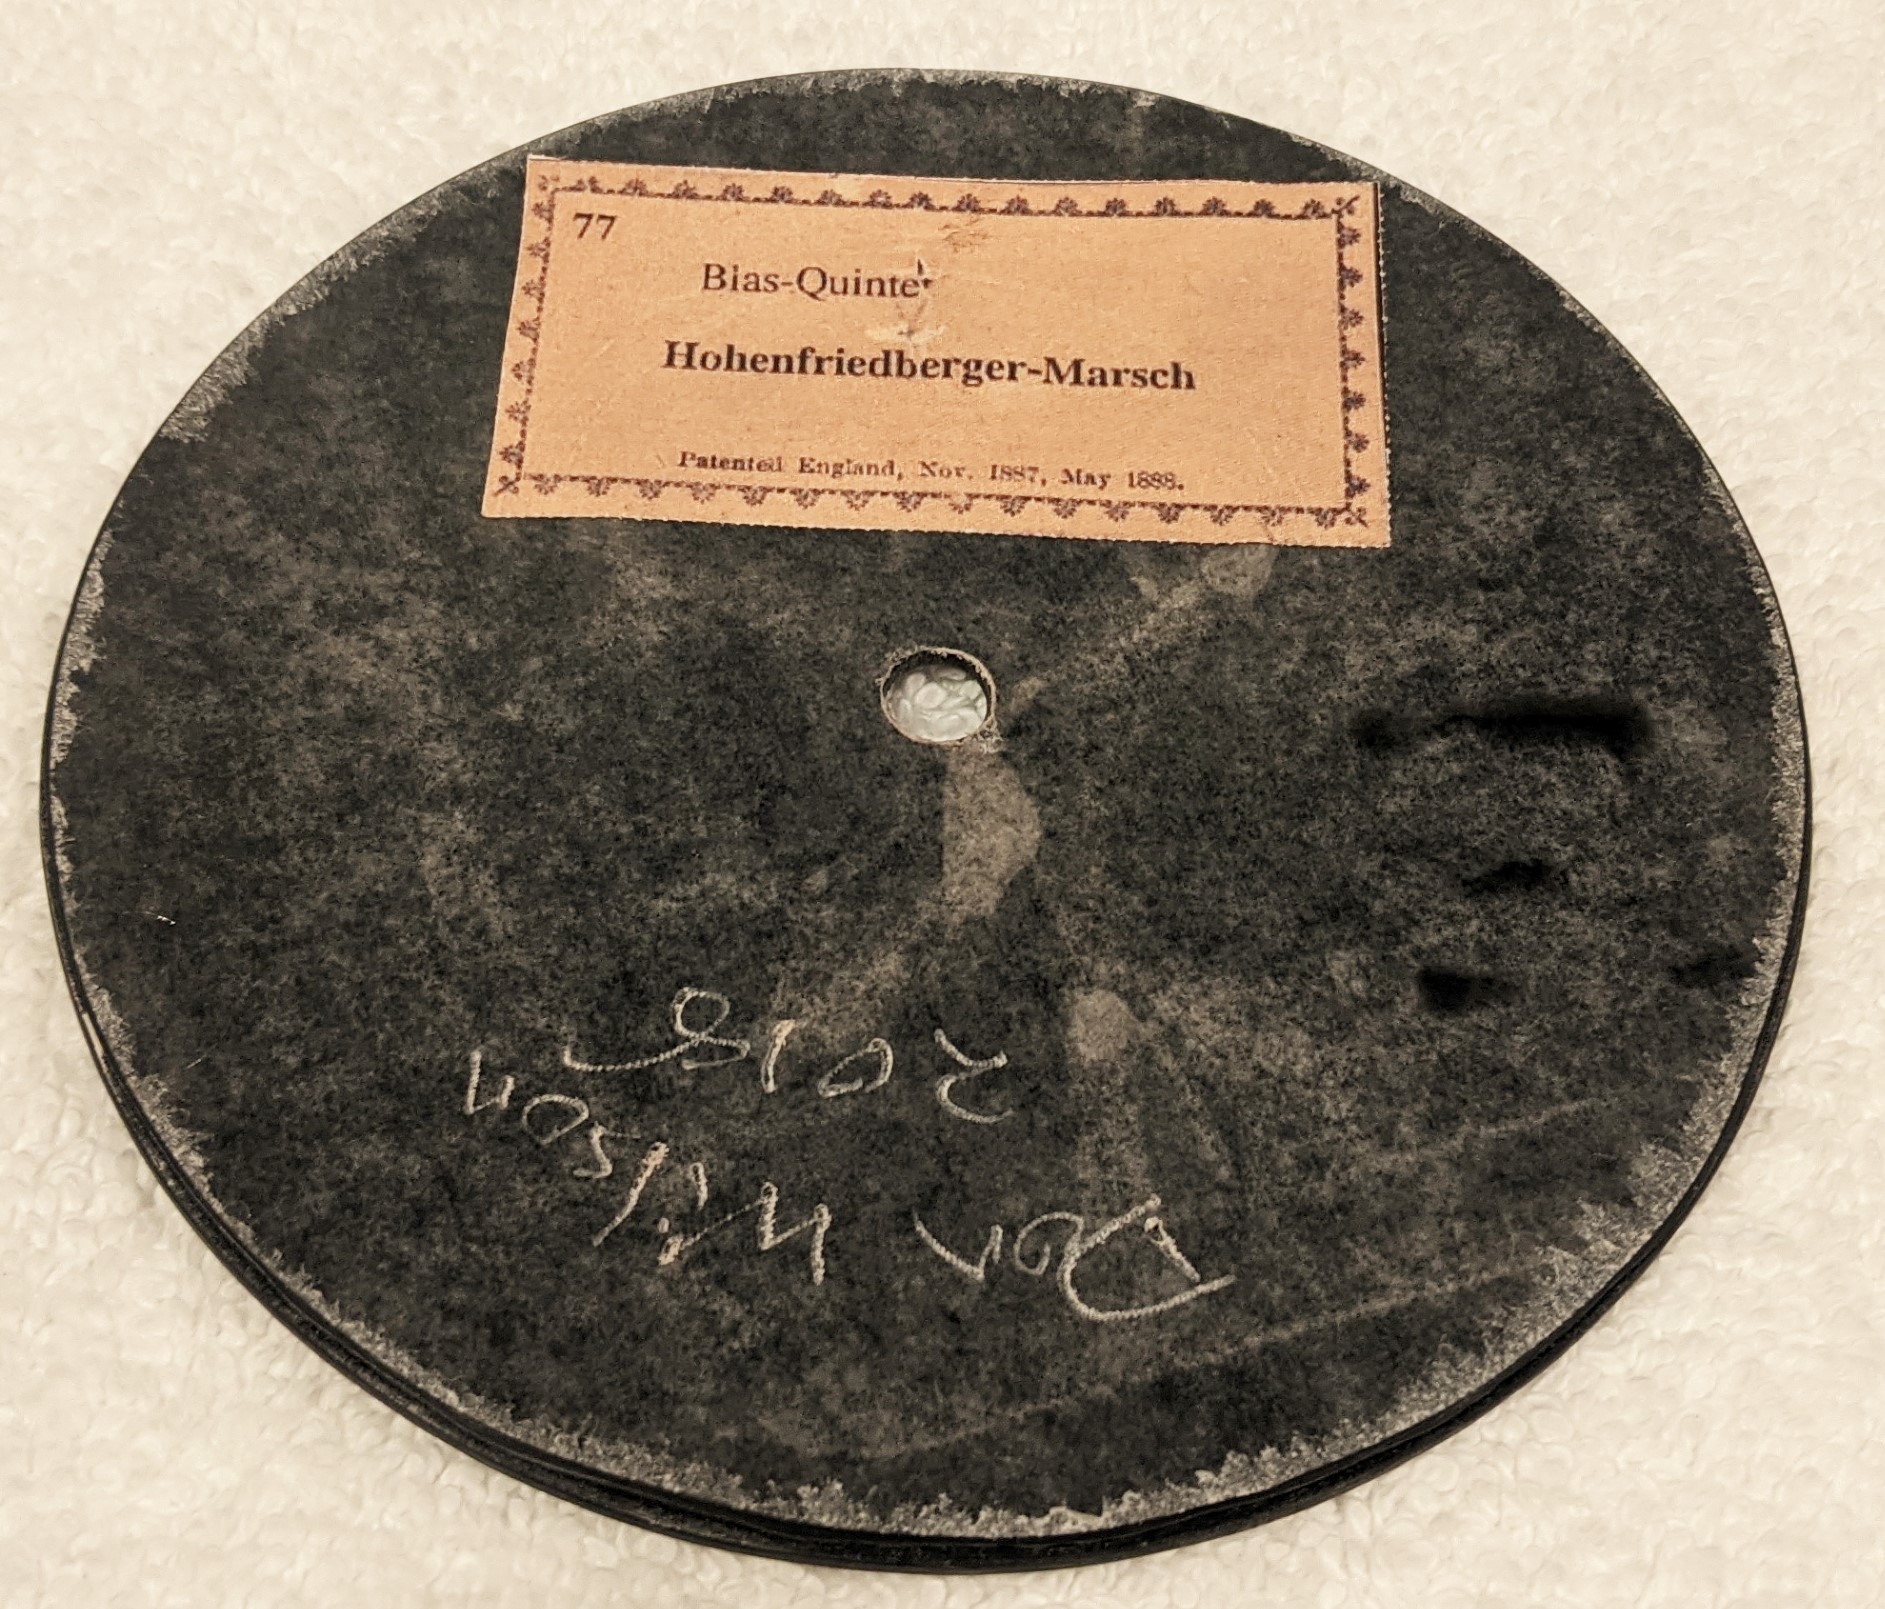 77
Bias-Quintet
Hohenfriedberger-Marsch
Patented England, Nov. 1887, May 1888.
Don Wilson
2018